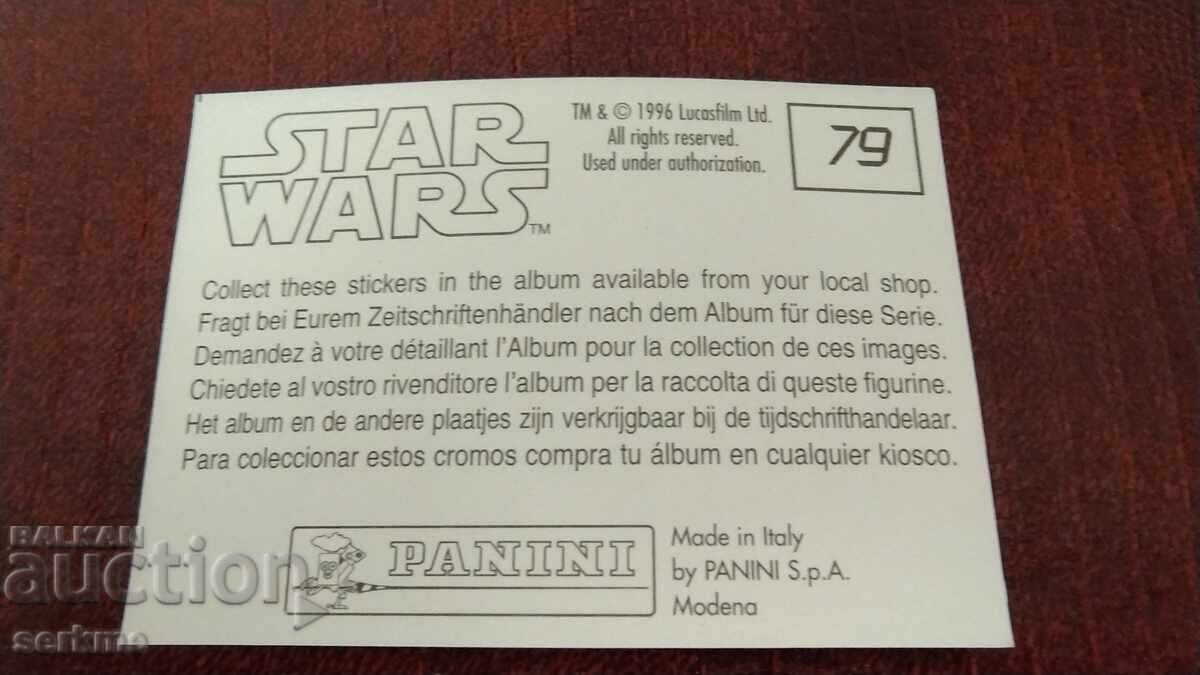 STAR
WARS
TM
TM & © 1996 Lucasfilm Ltd.
All rights reserved.
Used under authorization.
79
Collect these stickers in the album available from your local shop.
Fragt bei Eurem Zeitschriftenhändler nach dem Album für diese Serie.
Demandez à votre détaillant l'Album pour la collection de ces images.
Chiedete al vostro rivenditore l'album per la raccolta di queste figurine.
Het album en de andere plaatjes zijn verkrijgbaar bij de tijdschrifthandelaar.
Para coleccionar estos cromos compra tu álbum en cualquier kiosco.
PANINI
Made in Italy
by PANINI S.p.A.
Modena
BALKAN
auction
serkme